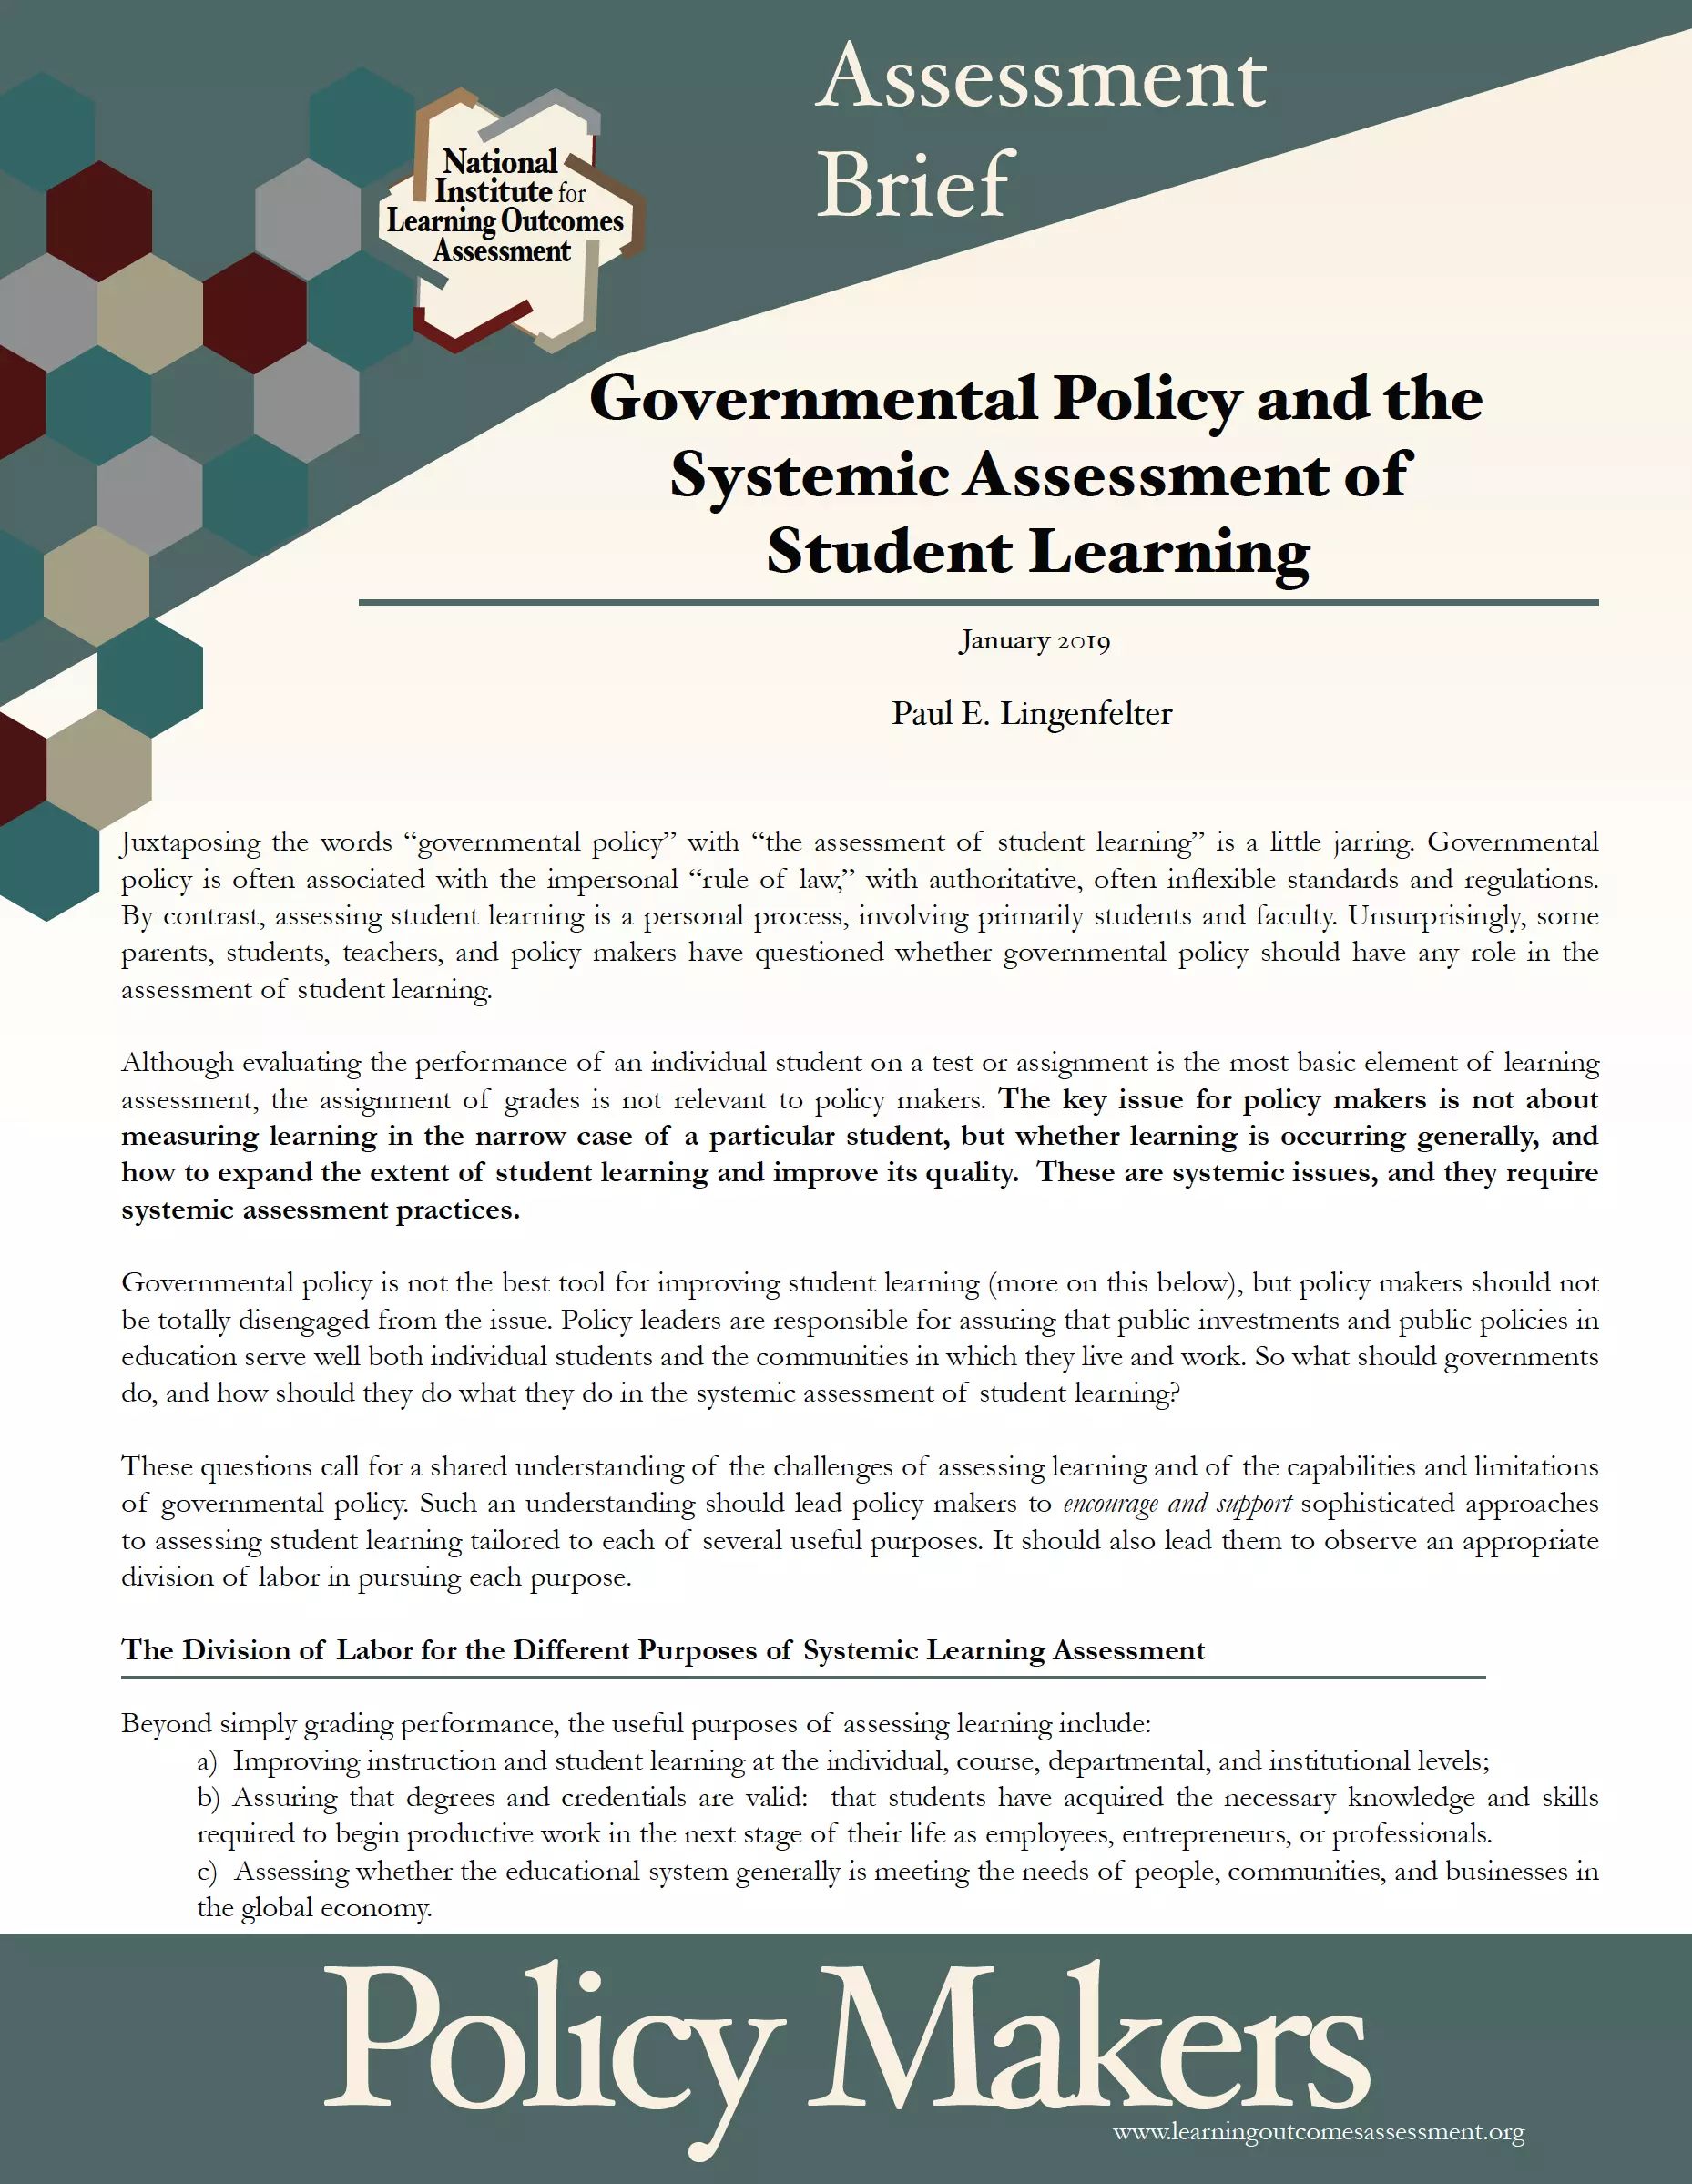 Assessment
Brief
National
Institute for
Learning Outcomes
Assessment
Governmental Policy and the
Systemic Assessment of
Student Learning
January 2019
Paul E. Lingenfelter
Juxtaposing the words “governmental policy” with “the assessment of student learning” is a little jarring. Governmental
policy is often associated with the impersonal “rule of law,” with authoritative, often inflexible standards and regulations.
By contrast, assessing student learning is a personal process, involving primarily students and faculty. Unsurprisingly, some
parents, students, teachers, and policy makers have questioned whether governmental policy should have any role in the
assessment of student learning.
Although evaluating the performance of an individual student on a test or assignment is the most basic element of learning
assessment, the assignment of grades is not relevant to policy makers. The key issue for policy makers is not about
measuring learning in the narrow case of a particular student, but whether learning is occurring generally, and
how to expand the extent of student learning and improve its quality. These are systemic issues, and they require
systemic assessment practices.
Governmental policy is not the best tool for improving student learning (more on this below), but policy makers should not
be totally disengaged from the issue. Policy leaders are responsible for assuring that public investments and public policies in
education serve well both individual students and the communities in which they live and work. So what should governments
do, and how should they do what they do in the systemic assessment of student learning?
These questions call for a shared understanding of the challenges of assessing learning and of the capabilities and limitations
of governmental policy. Such an understanding should lead policy makers to encourage and support sophisticated approaches
to assessing student learning tailored to each of several useful purposes. It should also lead them to observe an appropriate
division of labor in pursuing each purpose.
The Division of Labor for the Different Purposes of Systemic Learning Assessment
Beyond simply grading performance, the useful purposes of assessing learning include:
a) Improving instruction and student learning at the individual, course, departmental, and institutional levels;
b) Assuring that degrees and credentials are valid: that students have acquired the necessary knowledge and skills
required to begin productive work in the next stage of their life as employees, entrepreneurs, or professionals.
c) Assessing whether the educational system generally is meeting the needs of people, communities, and businesses in
the global economy.
Policy Makers
www.learningoutcomesassessment.org